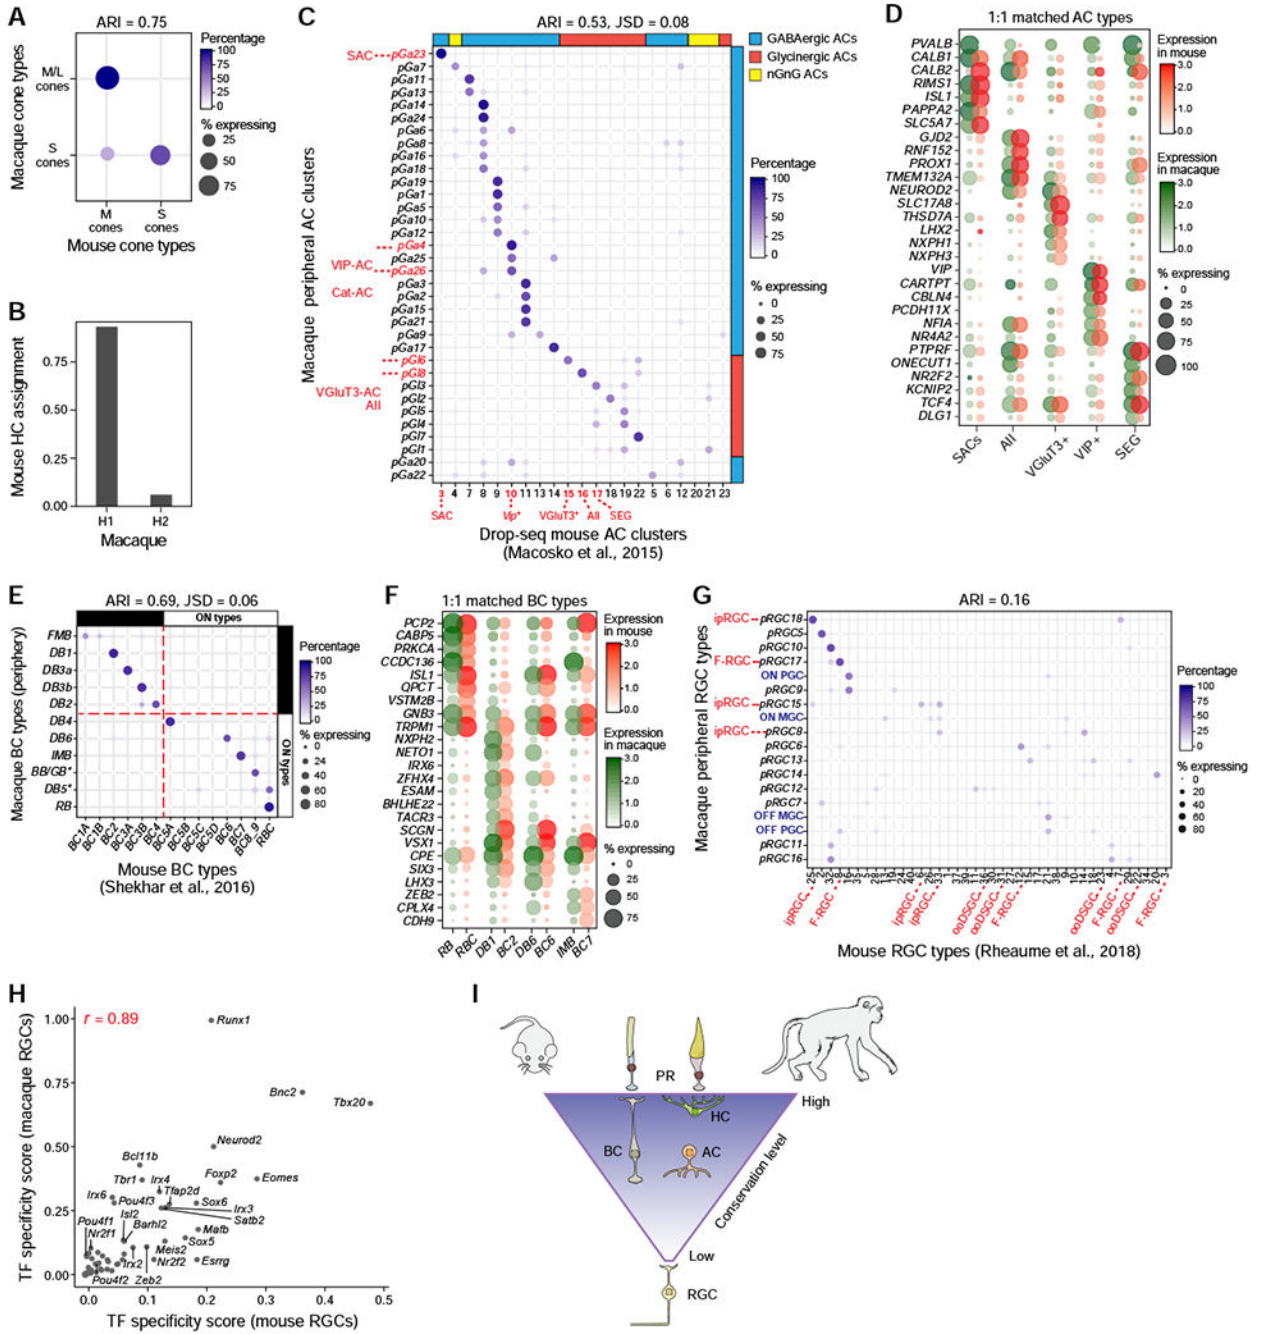 A
ARI = 0.75
Macaque cone types
M/L cones
S cones
M cones
S cones
Mouse cone types
Percentage
100
75
50
25
0
% expressing
25
50
75
B
Mouse HC assignment
0.75
0.50
0.25
0.00
H1
H2
Macaque
C
ARI = 0.53, JSD = 0.08
GABAergic ACs
Glycinergic ACs
nGnG ACs
Macaque peripheral AC clusters
SAC
VIP-AC
Cat-AC
VGluT3-AC
AII
pGa23
pGa7
pGa11
pGa13
pGa14
pGa24
pGa6
pGa8
pGa16
pGa18
pGa19
pGa1
pGa5
pGa10
pGa12
pGa4
pGa25
pGa26
pGa3
pGa2
pGa15
pGa21
pGa9
pGa17
pGl6
pGl8
pGl3
pGl2
pGl5
pGl4
pGl7
pGl1
pGa20
pGa22
3 4 7 8 9 10 11 13 14 15 16 17 18 19 22 5 6 12 20 21 23
SAC Vip+ VGluT3+ AII SEG
Drop-seq mouse AC clusters
(Macosko et al., 2015)
Percentage
100
75
50
25
0
% expressing
0
25
50
75
D
1:1 matched AC types
PVALB
CALB1
CALB2
RIMS1
ISL1
PAPPA2
SLC5A7
GJD2
RNF152
PROX1
TMEM132A
NEUROD2
SLC17A8
THSD7A
LHX2
NXPH1
NXPH3
VIP
CARTPT
CBLN4
PCDH11X
NFIA
NR4A2
PTPRF
ONECUT1
NR2F2
KCNIP2
TCF4
DLG1
SACs AII VGluT3+ VIP+ SEG
Expression in mouse
3.0
2.0
1.0
0.0
Expression in macaque
3.0
2.0
1.0
0.0
% expressing
0
25
50
75
100
E
ARI = 0.69, JSD = 0.06
ON types
Macaque BC types (periphery)
FMB
DB1
DB3a
DB3b
DB2
DB4
DB6
IMB
BB/GB*
DB5*
RB
ON types
BC1A BC1B BC2 BC3A BC3B BC4 BC5A BC5B BC5C BC5D BC6 BC7 BC8_9 RBC
Mouse BC types
(Shekhar et al., 2016)
Percentage
100
75
50
25
0
% expressing
0
24
40
60
80
F
1:1 matched BC types
PCP2
CABP5
PRKCA
CCDC136
ISL1
QPCT
VSTM2B
GNB3
TRPM1
NXPH2
NETO1
IRX6
ZFHX4
ESAM
BHLHE22
TACR3
SCGN
VSX1
CPE
SIX3
LHX3
ZEB2
CPLX4
CDH9
RB RBC DB1 BC2 DB6 BC6 IMB BC7
Expression in mouse
3.0
2.0
1.0
0.0
Expression in macaque
3.0
2.0
1.0
0.0
% expressing
0
25
50
75
G
ARI = 0.16
Macaque peripheral RGC types
ipRGC pRGC18
pRGC5
pRGC10
F-RGC pRGC17
ON PGC
pRGC9
ipRGC pRGC15
ON MGC
ipRGC pRGC8
pRGC6
pRGC13
pRGC14
pRGC12
pRGC7
OFF MGC
OFF PGC
pRGC11
pRGC16
ipRGC F-RGC ipRGC ipRGC ooDSGC ooDSGC F-RGC ooDSGC F-RGC ooDSGC F-RGC
Mouse RGC types (Rheaume et al., 2018)
Percentage
100
75
50
25
0
% expressing
0
20
40
60
80
H
r = 0.89
TF specificity score (macaque RGCs)
1.00
0.75
0.50
0.25
0.00
Runx1
Bnc2
Tbx20
Neurod2
Bcl11b
Tbr1
Irx4
Foxp2
Eomes
Tfap2d
Irx6
Pou4f3
Sox6
Irx3
Satb2
Isl2
Barhl2
Pou4f1
Nr2f1
Mafb
Sox5
Meis2
Irx2
Nr2f2
Esrrg
Pou4f2
Zeb2
0.0 0.1 0.2 0.3 0.4 0.5
TF specificity score (mouse RGCs)
I
PR
High
HC
BC
AC
Conservation level
Low
RGC